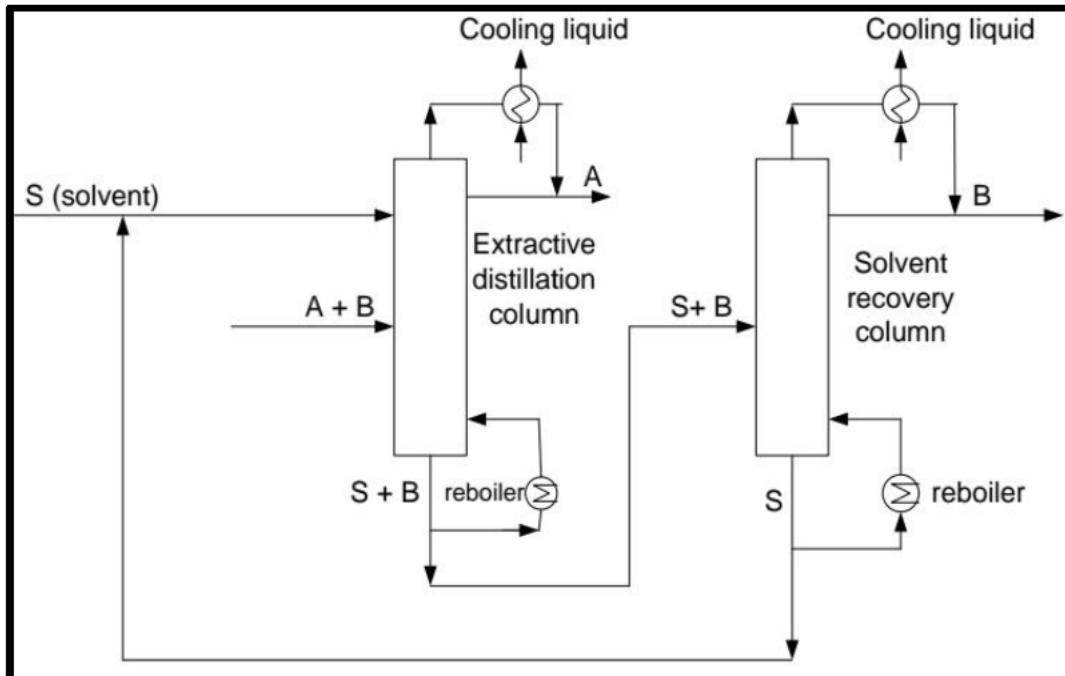 Cooling liquid
Cooling liquid
A
S (solvent)
B
Extractive
distillation
column
Solvent
recovery
column
A + B
S+ B
S + B
reboiler
S
reboiler